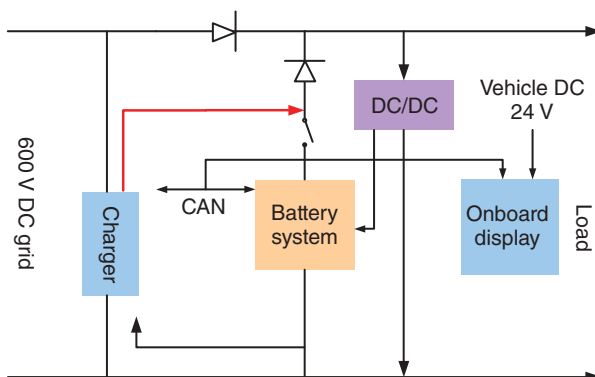 600 V DC grid
Charger
CAN
Battery
system
DC/DC
Vehicle DC
24 V
Onboard
display
Load